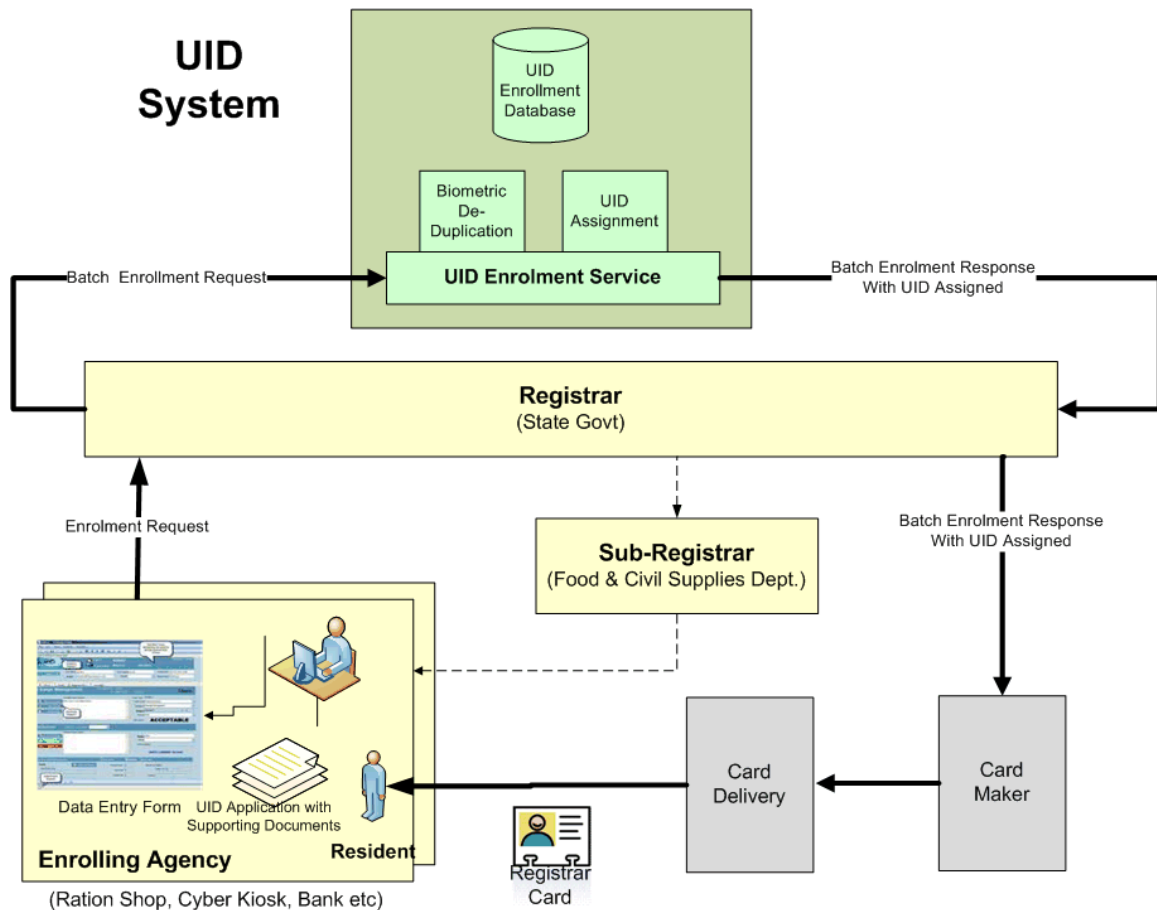 UID
System
UID
Enrollment
Database
Biometric
De-
Duplication
UID
Assignment
UID Enrolment Service
Batch  Enrollment Request
Batch Enrolment Response
With UID Assigned
Registrar
(State Govt)
Enrolment Request
Batch Enrolment Response
With UID Assigned
Sub-Registrar
(Food & Civil Supplies Dept.)
ACCEPTABLE
Data Entry Form
UID Application with
Supporting Documents
Resident
Enrolling Agency
(Ration Shop, Cyber Kiosk, Bank etc)
Card
Delivery
Card
Maker
Registrar
Card